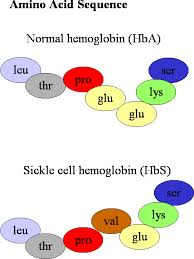 Amino Acid Sequence
Normal hemoglobin (HbA)
leu
thr
pro
glu
glu
lys
ser
Sickle cell hemoglobin (HbS)
leu
thr
pro
val
glu
lys
ser